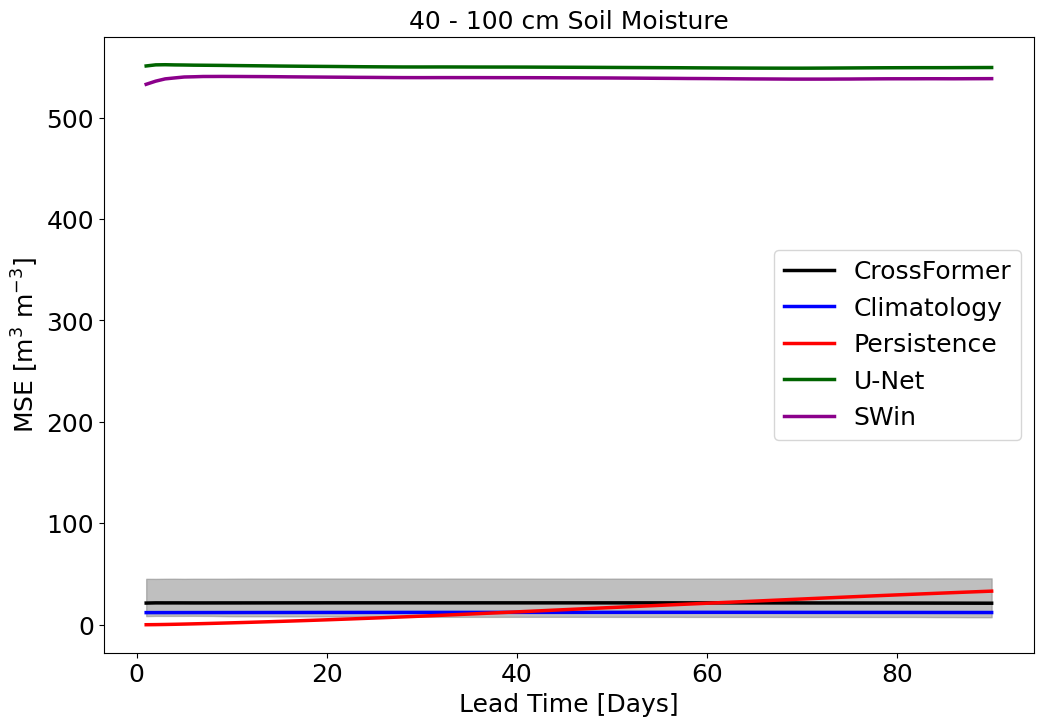 40 - 100 cm Soil Moisture
MSE [m³ m⁻³]
500
400
300
200
100
0
0 20 40 60 80
Lead Time [Days]
CrossFormer
Climatology
Persistence
U-Net
SWin